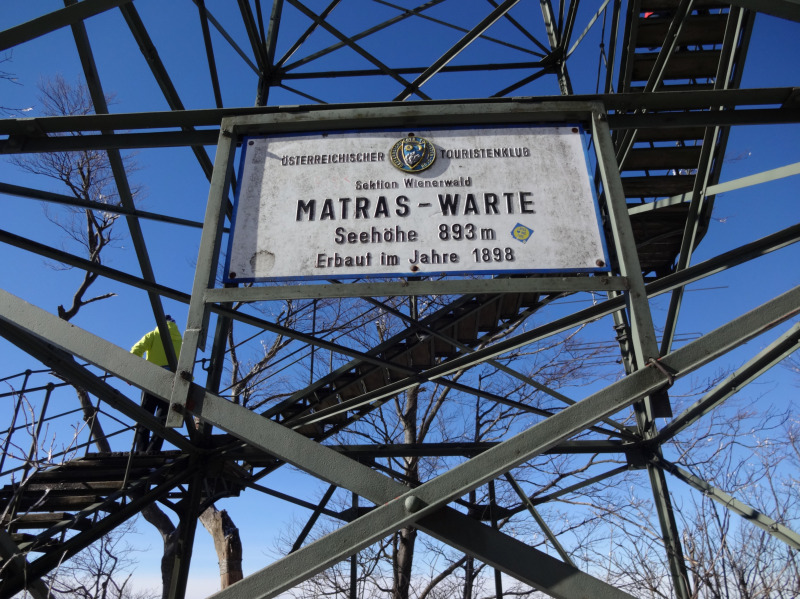 ÖSTERREICHISCHER TOURISTENKLUB
Sektion Wienerwald
MATRAS-WARTE
Seehöhe 893 m
Erbaut im Jahre 1898